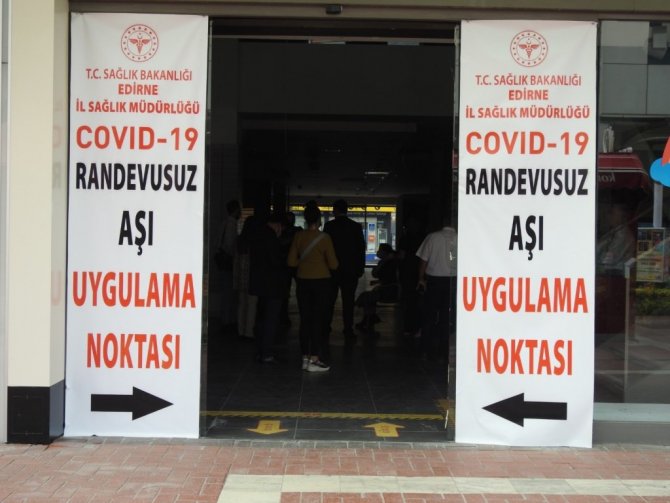 T.C. SAĞLIK BAKANLIĞI
EDİRNE
İL SAĞLIK MÜDÜRLÜĞÜ
COVID-19
RANDEVUSUZ
AŞI
UYGULAMA
NOKTASI
T.C. SAĞLIK BAKANLIĞI
EDİRNE
İL SAĞLIK MÜDÜRLÜĞÜ
COVID-19
RANDEVUSUZ
AŞI
UYGULAMA
NOKTASI